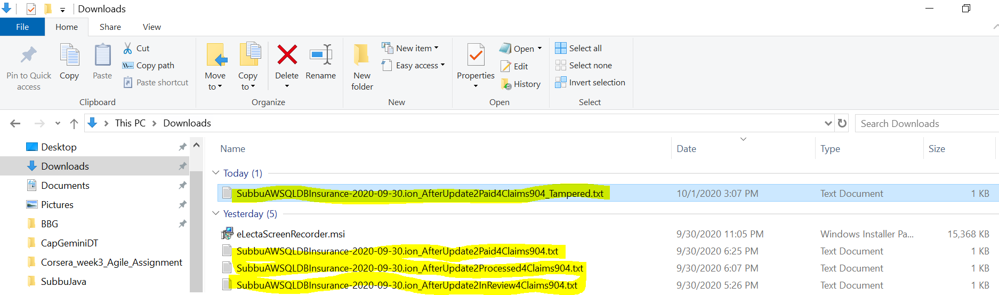 Downloads
File Home Share View
Pin to Quick access
Copy
Paste
Cut
Copy path
Paste shortcut
Clipboard
Move to
Copy to
Delete
Rename
Organize
New folder
New item
Easy access
New
Properties
Open
Edit
History
Open
Select all
Select none
Invert selection
Select
This PC > Downloads
Search Downloads
Desktop
Downloads
Documents
Pictures
BBG
CapGeminiDT
Corsera_week3_Agile_Assignment
SubbuJava
Name Date Type Size
Today (1)
SubbuAWSQLDBInsurance-2020-09-30.ion_AfterUpdate2Paid4Claims904_Tampered.txt 10/1/2020 3:07 PM Text Document 1 KB
Yesterday (5)
eLectaScreenRecorder.msi 9/30/2020 11:05 PM Windows Installer Pa... 15,368 KB
SubbuAWSQLDBInsurance-2020-09-30.ion_AfterUpdate2Paid4Claims904.txt 9/30/2020 6:25 PM Text Document 1 KB
SubbuAWSQLDBInsurance-2020-09-30.ion_AfterUpdate2Processed4Claims904.txt 9/30/2020 6:07 PM Text Document 1 KB
SubbuAWSQLDBInsurance-2020-09-30.ion_AfterUpdate2InReview4Claims904.txt 9/30/2020 5:26 PM Text Document 1 KB